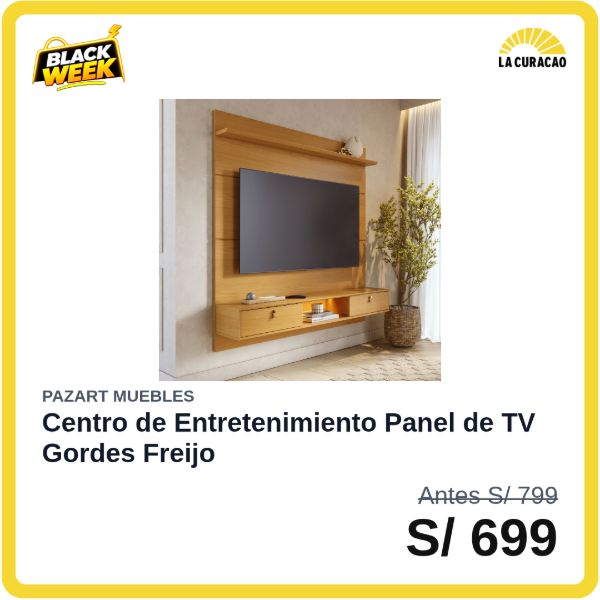 BLACK
WEEK
LA CURACAO
PAZART MUEBLES
Centro de Entretenimiento Panel de TV
Gordes Freijo
Antes S/ 799
S/ 699